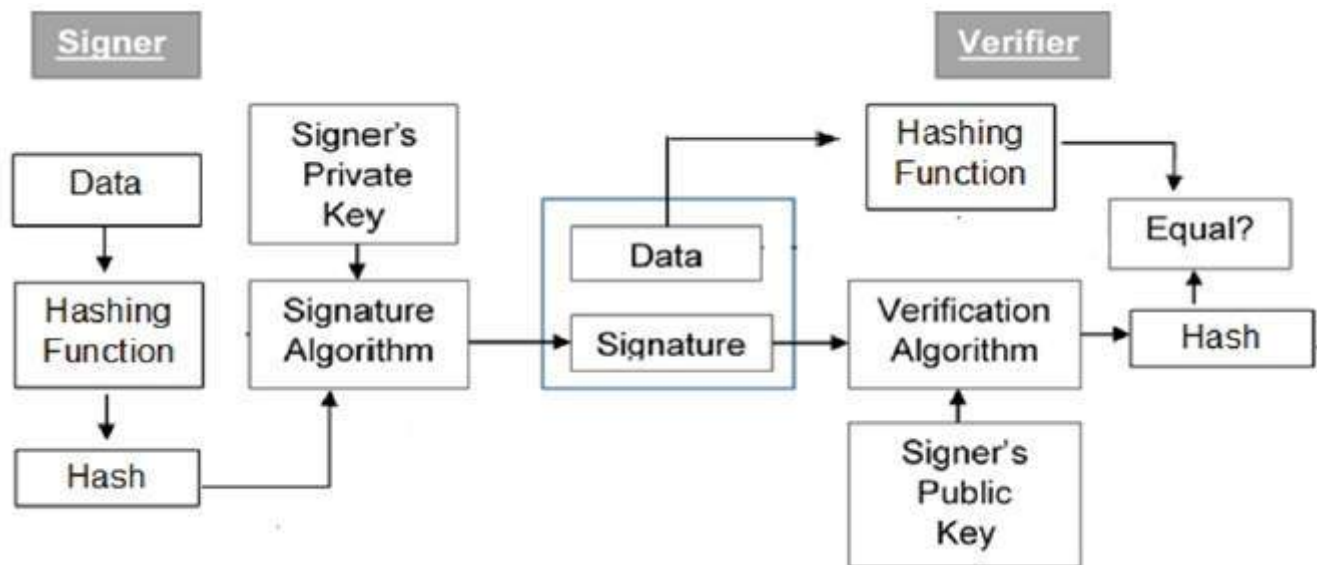 Signer
Verifier
Data
Hashing
Function
Hash
Signer's
Private
Key
Signature
Algorithm
Data
Signature
Hashing
Function
Verification
Algorithm
Signer's
Public
Key
Equal?
Hash